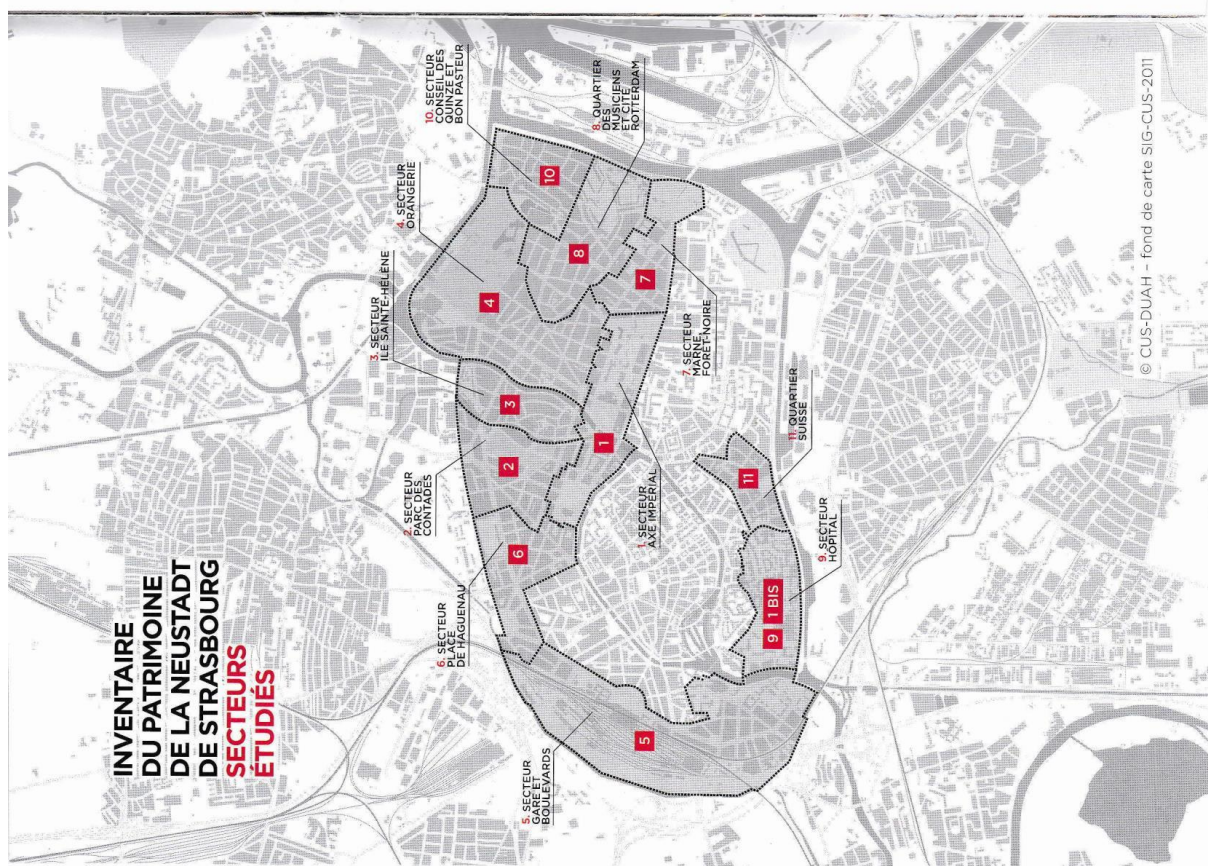 INVENTAIRE
DU PATRIMOINE
DE LA NEUSTADT
DE STRASBOURG
SECTEURS
ÉTUDIÉS
6. SECTEUR
PLACE
DE HAGUENAU
2. SECTEUR
PARC DES
CONTADES
3. SECTEUR
ILE SAINTE-HÉLÈNE
4. SECTEUR
ORANGERIE
10. SECTEUR
CONSEIL DES
QUINZE ET
BON PASTEUR
5. SECTEUR
GARE ET
BOULEVARDS
8. QUARTIER
DES
MUSICIENS
ET CITÉ
ROTTERDAM
1. SECTEUR
AXE IMPÉRIAL
7. SECTEUR
MARNE
FORÊT-NOIRE
11. QUARTIER
SUISSE
9. SECTEUR
HÔPITAL
6
2
3
4
10
8
1
7
5
11
9
1 BIS
© CUS-DUAH – fond de carte SIG-CUS-2011